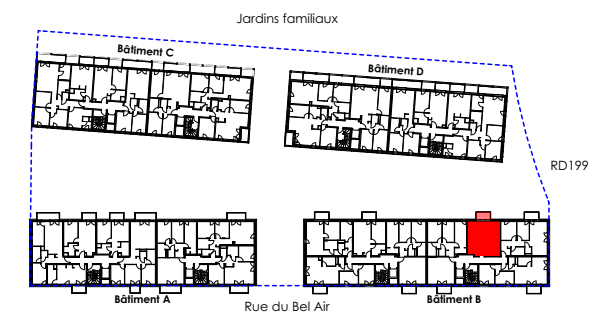 Jardins familiaux
Bâtiment C
Bâtiment D
RD199
Bâtiment A
Rue du Bel Air
Bâtiment B